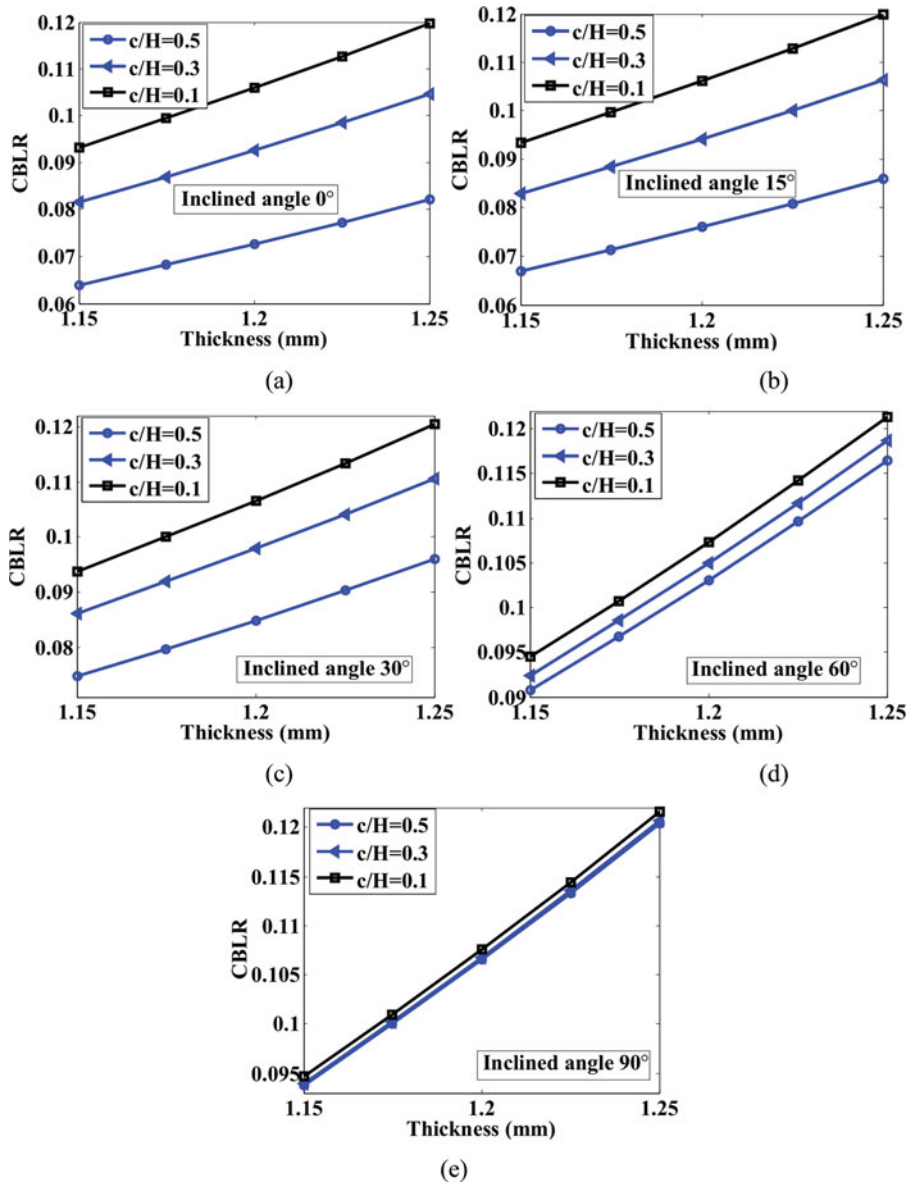 0.12
0.11
0.1
0.09
0.08
0.07
0.06
CBLR
c/H=0.5
c/H=0.3
c/H=0.1
Inclined angle 0°
1.15 1.2 1.25
Thickness (mm)
(a)
0.12
0.11
0.1
0.09
0.08
0.07
0.06
CBLR
c/H=0.5
c/H=0.3
c/H=0.1
Inclined angle 15°
1.15 1.2 1.25
Thickness (mm)
(b)
0.12
0.11
0.1
0.09
0.08
CBLR
c/H=0.5
c/H=0.3
c/H=0.1
Inclined angle 30°
1.15 1.2 1.25
Thickness (mm)
(c)
0.12
0.115
0.11
0.105
0.1
0.095
0.09
CBLR
c/H=0.5
c/H=0.3
c/H=0.1
Inclined angle 60°
1.15 1.2 1.25
Thickness (mm)
(d)
0.12
0.115
0.11
0.105
0.1
0.095
CBLR
c/H=0.5
c/H=0.3
c/H=0.1
Inclined angle 90°
1.15 1.2 1.25
Thickness (mm)
(e)